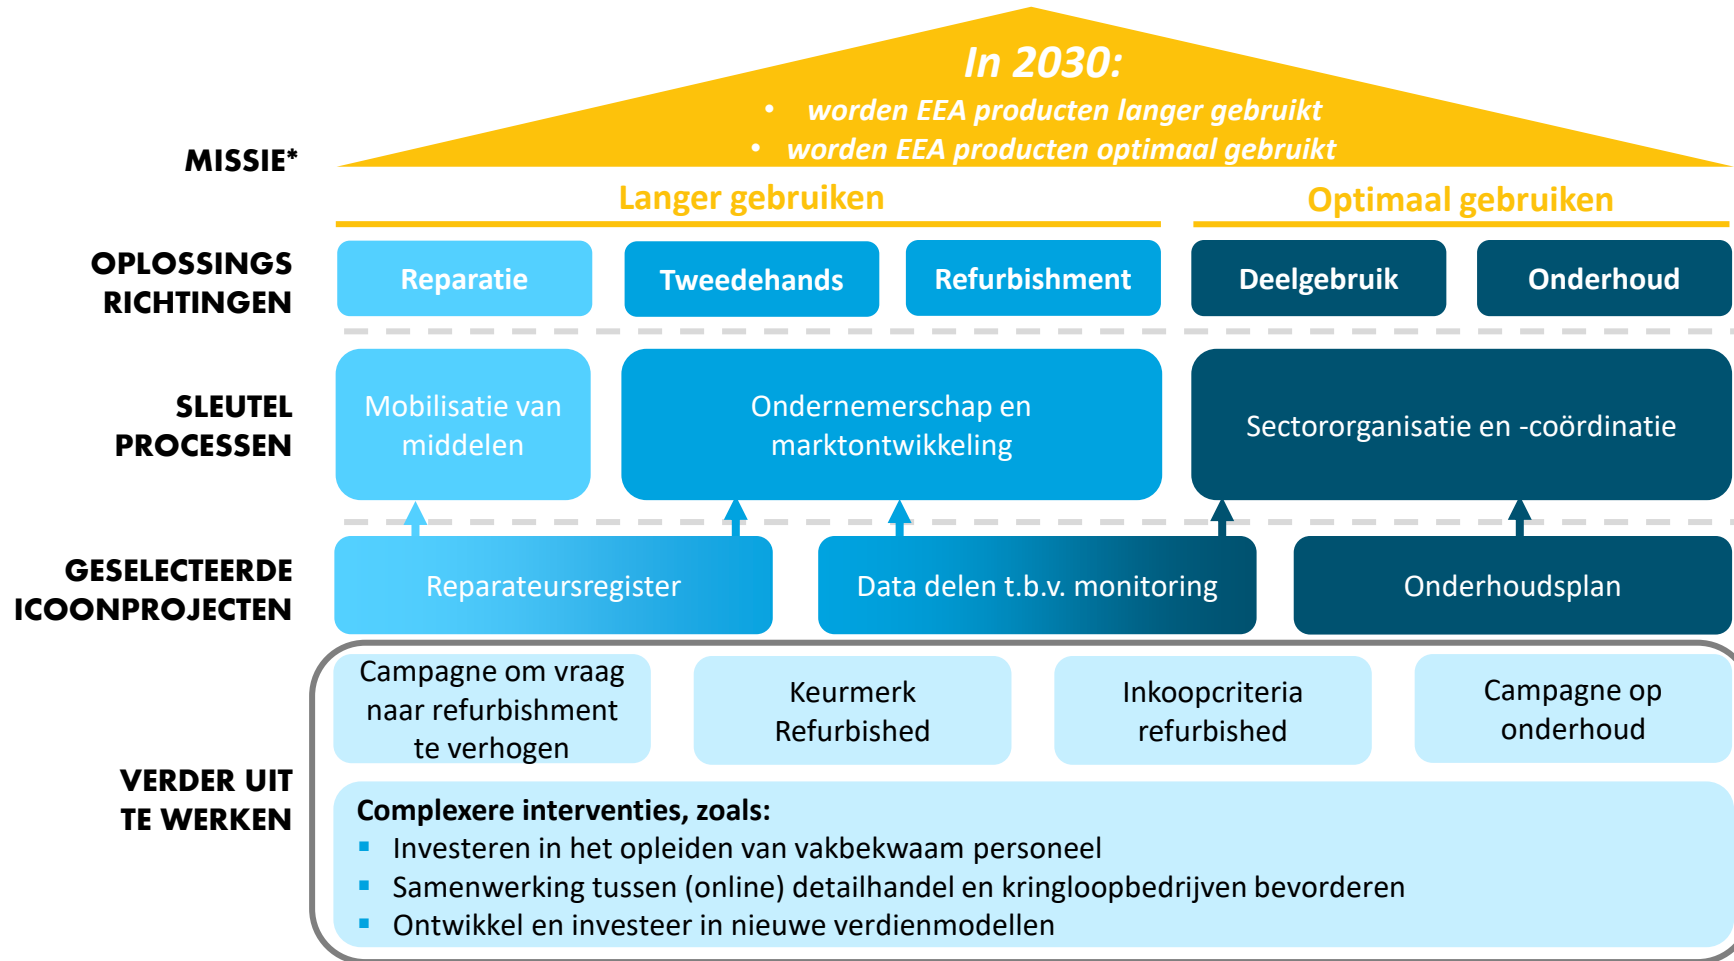 In 2030:
• worden EEA producten langer gebruikt
• worden EEA producten optimaal gebruikt
MISSIE*
Langer gebruiken
Optimaal gebruiken
OPLOSSINGS
RICHTINGEN
Reparatie
Tweedehands
Refurbishment
Deelgebruik
Onderhoud
SLEUTEL
PROCESSEN
Mobilisatie van
middelen
Ondernemerschap en
marktontwikkeling
Sectororganisatie en -coördinatie
GESELECTEERDE
ICOONPROJECTEN
Reparateursregister
Data delen t.b.v. monitoring
Onderhoudsplan
VERDER UIT
TE WERKEN
Campagne om vraag
naar refurbishment
te verhogen
Keurmerk
Refurbished
Inkoopcriteria
refurbished
Campagne op
onderhoud
Complexere interventies, zoals:
▪ Investeren in het opleiden van vakbekwaam personeel
▪ Samenwerking tussen (online) detailhandel en kringloopbedrijven bevorderen
▪ Ontwikkel en investeer in nieuwe verdienmodellen